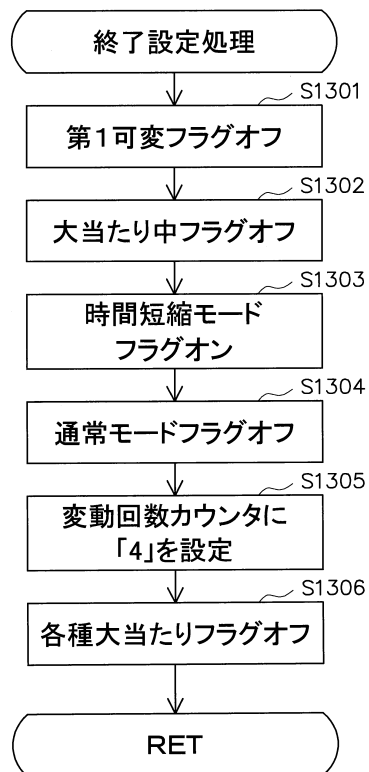 終了設定処理
S1301
第1可変フラグオフ
S1302
大当たり中フラグオフ
S1303
時間短縮モード
フラグオン
S1304
通常モードフラグオフ
S1305
変動回数カウンタに
「4」を設定
S1306
各種大当たりフラグオフ
RET